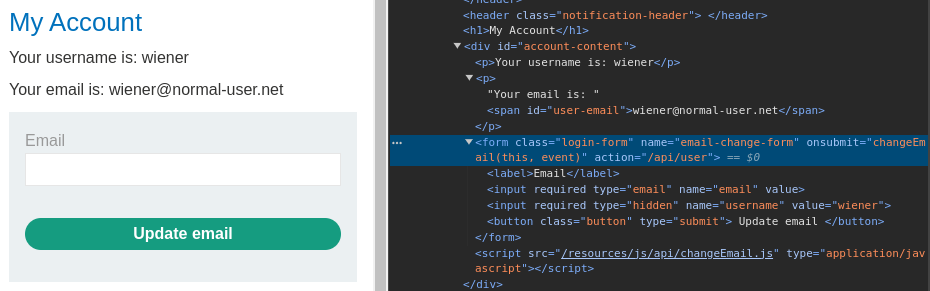 My Account
Your username is: wiener
Your email is: wiener@normal-user.net
Email
Update email
</header>
<header class="notification-header"> </header>
<h1>My Account</h1>
<div id="account-content">
<p>Your username is: wiener</p>
<p>
"Your email is: "
<span id="user-email">wiener@normal-user.net</span>
</p>
<form class="login-form" name="email-change-form" onsubmit="changeEm
ail(this, event)" action="/api/user"> == $0
<label>Email</label>
<input required type="email" name="email" value>
<input required type="hidden" name="username" value="wiener">
<button class="button" type="submit"> Update email </button>
</form>
<script src="/resources/js/api/changeEmail.js" type="application/jav
ascript"></script>
</div>